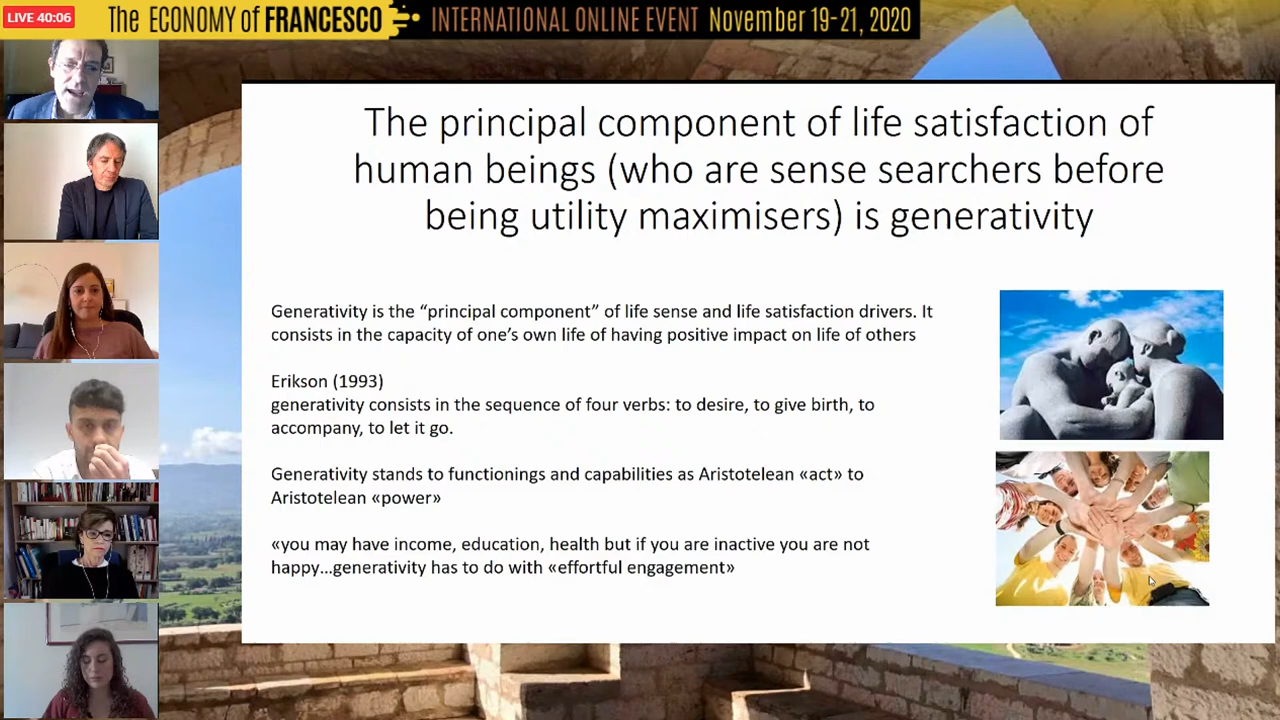 LIVE 40:06
The ECONOMY of FRANCESCO INTERNATIONAL ONLINE EVENT November 19-21, 2020
The principal component of life satisfaction of
human beings (who are sense searchers before
being utility maximisers) is generativity
Generativity is the “principal component” of life sense and life satisfaction drivers. It
consists in the capacity of one’s own life of having positive impact on life of others
Erikson (1993)
generativity consists in the sequence of four verbs: to desire, to give birth, to
accompany, to let it go.
Generativity stands to functionings and capabilities as Aristotelean «act» to
Aristotelean «power»
«you may have income, education, health but if you are inactive you are not
happy…generativity has to do with «effortful engagement»